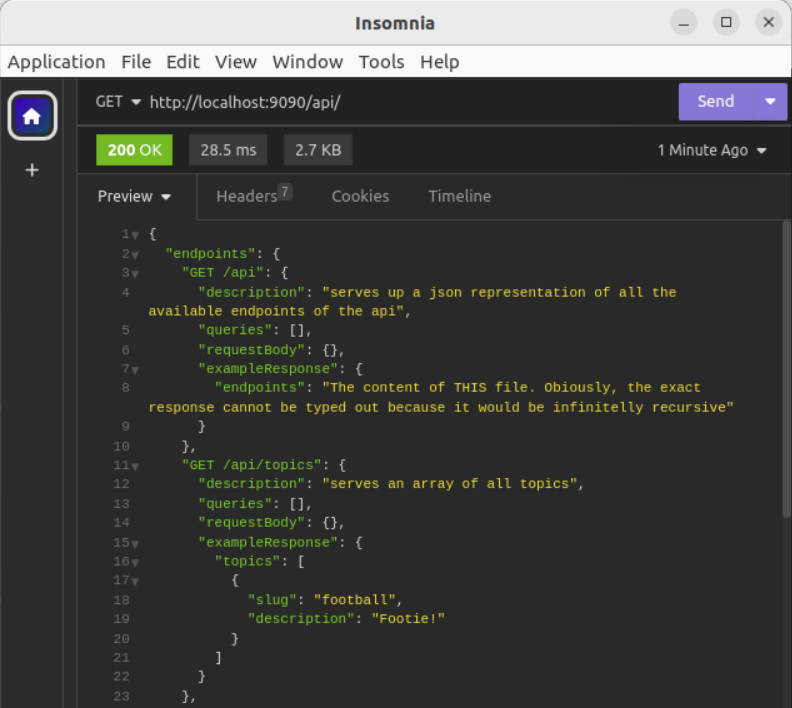 Insomnia
Application File Edit View Window Tools Help
GET http://localhost:9090/api/ Send
200 OK 28.5 ms 2.7 KB 1 Minute Ago
Preview Headers 7 Cookies Timeline
1 {
2 "endpoints": {
3 "GET /api": {
4 "description": "serves up a json representation of all the
available endpoints of the api",
5 "queries": [],
6 "requestBody": {},
7 "exampleResponse": {
8 "endpoints": "The content of THIS file. Obiously, the exact
response cannot be typed out because it would be infinitelly recursive"
9 }
10 },
11 "GET /api/topics": {
12 "description": "serves an array of all topics",
13 "queries": [],
14 "requestBody": {},
15 "exampleResponse": {
16 "topics": [
17 {
18 "slug": "football",
19 "description": "Footie!"
20 }
21 ]
22 }
23 },